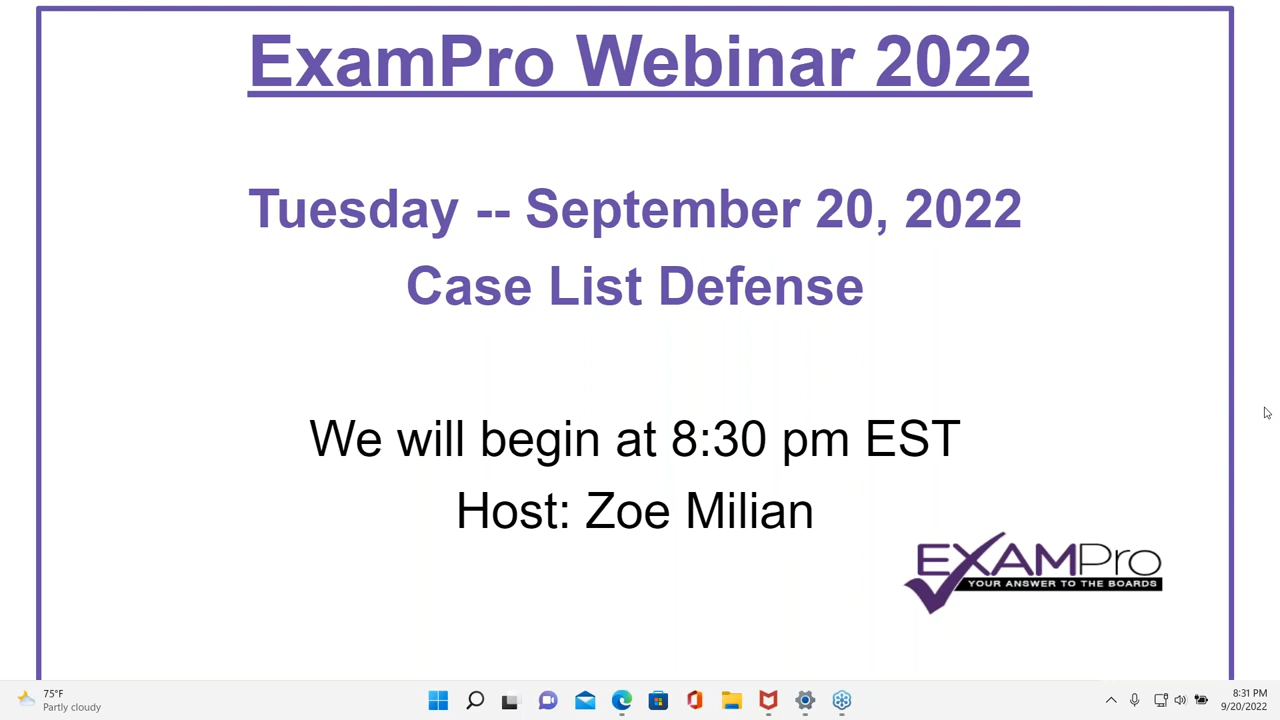 ExamPro Webinar 2022
Tuesday -- September 20, 2022
Case List Defense
We will begin at 8:30 pm EST
Host: Zoe Milian
EXAMPro
YOUR ANSWER TO THE BOARDS
75°F
Partly cloudy
8:31 PM
9/20/2022